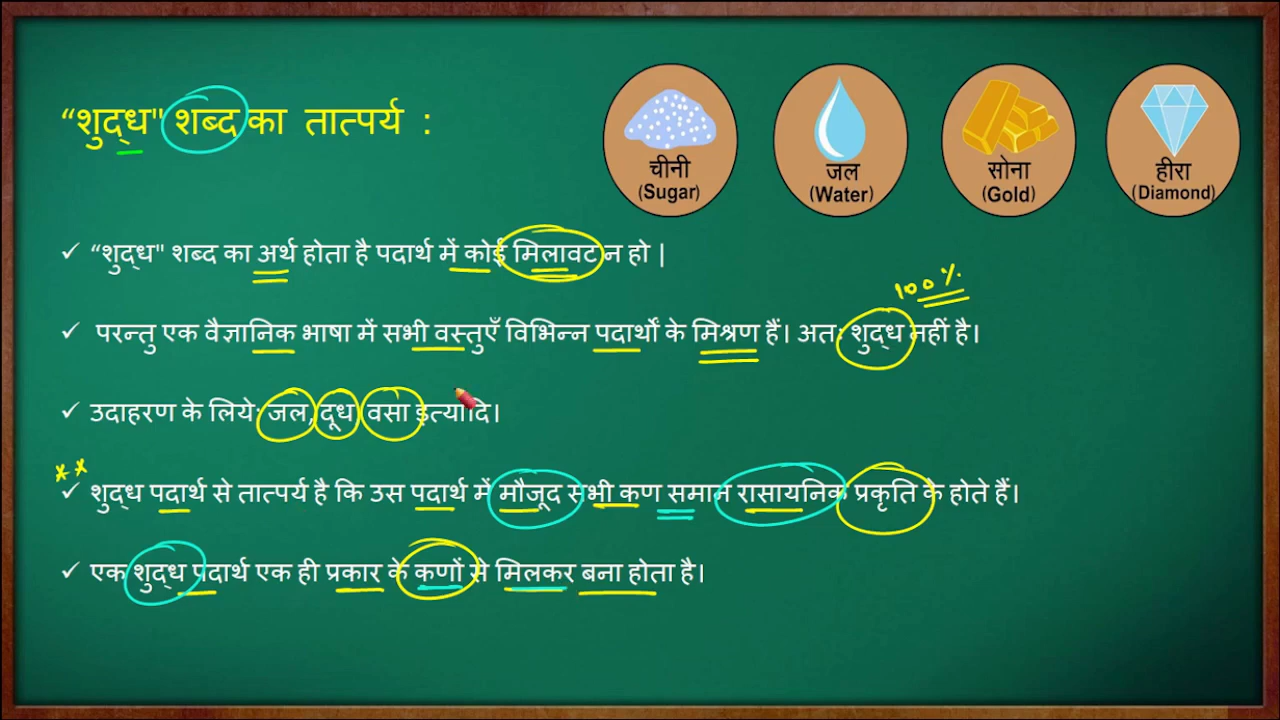 “शुद्ध" शब्द का तात्पर्य :
चीनी
(Sugar)
जल
(Water)
सोना
(Gold)
हीरा
(Diamond)
✓ “शुद्ध" शब्द का अर्थ होता है पदार्थ में कोई मिलावट न हो |
100%
✓ परन्तु एक वैज्ञानिक भाषा में सभी वस्तुएँ विभिन्न पदार्थों के मिश्रण हैं। अत: शुद्ध नहीं है।
✓ उदाहरण के लिये: जल, दूध, वसा इत्यादि।
**
✓ शुद्ध पदार्थ से तात्पर्य है कि उस पदार्थ में मौजूद सभी कण समान रासायनिक प्रकृति के होते हैं।
✓ एक शुद्ध पदार्थ एक ही प्रकार के कणों से मिलकर बना होता है।